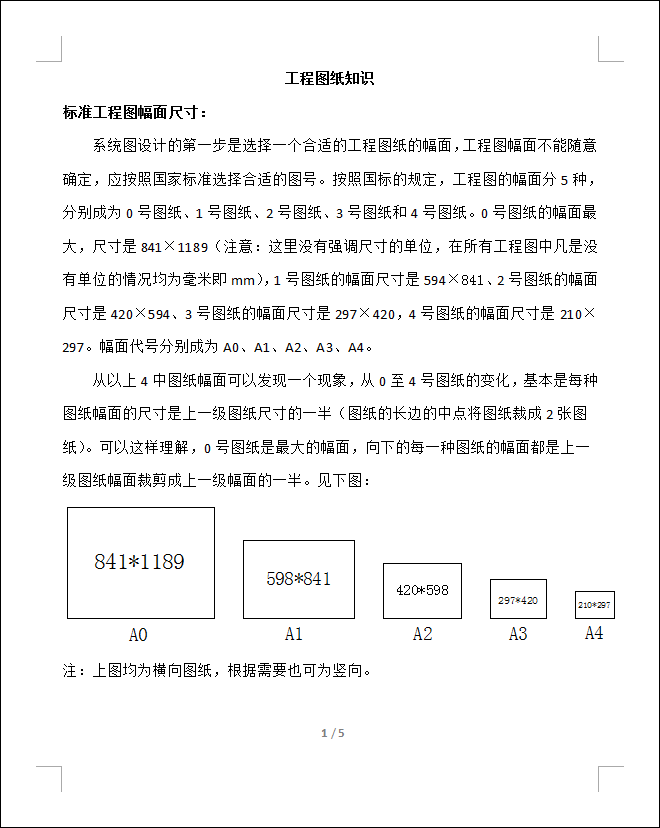 工程图纸知识
标准工程图幅面尺寸：
系统图设计的第一步是选择一个合适的工程图纸的幅面，工程图幅面不能随意
确定，应按照国家标准选择合适的图号。按照国标的规定，工程图的幅面分 5 种，
分别成为 0 号图纸、1 号图纸、2 号图纸、3 号图纸和 4 号图纸。0 号图纸的幅面最
大，尺寸是 841×1189（注意：这里没有强调尺寸的单位，在所有工程图中凡是没
有单位的情况均为毫米即 mm），1 号图纸的幅面尺寸是 594×841、2 号图纸的幅面
尺寸是 420×594、3 号图纸的幅面尺寸是 297×420，4 号图纸的幅面尺寸是 210×
297。幅面代号分别成为 A0、A1、A2、A3、A4。
从以上 4 中图纸幅面可以发现一个现象，从 0 至 4 号图纸的变化，基本是每种
图纸幅面的尺寸是上一级图纸尺寸的一半（图纸的长边的中点将图纸裁成 2 张图
纸）。可以这样理解，0 号图纸是最大的幅面，向下的每一种图纸的幅面都是上一
级图纸幅面裁剪成上一级幅面的一半。见下图：
841*1189
598*841
420*598
297*420
210*297
A0
A1
A2
A3
A4
注：上图均为横向图纸，根据需要也可为竖向。
1 / 5